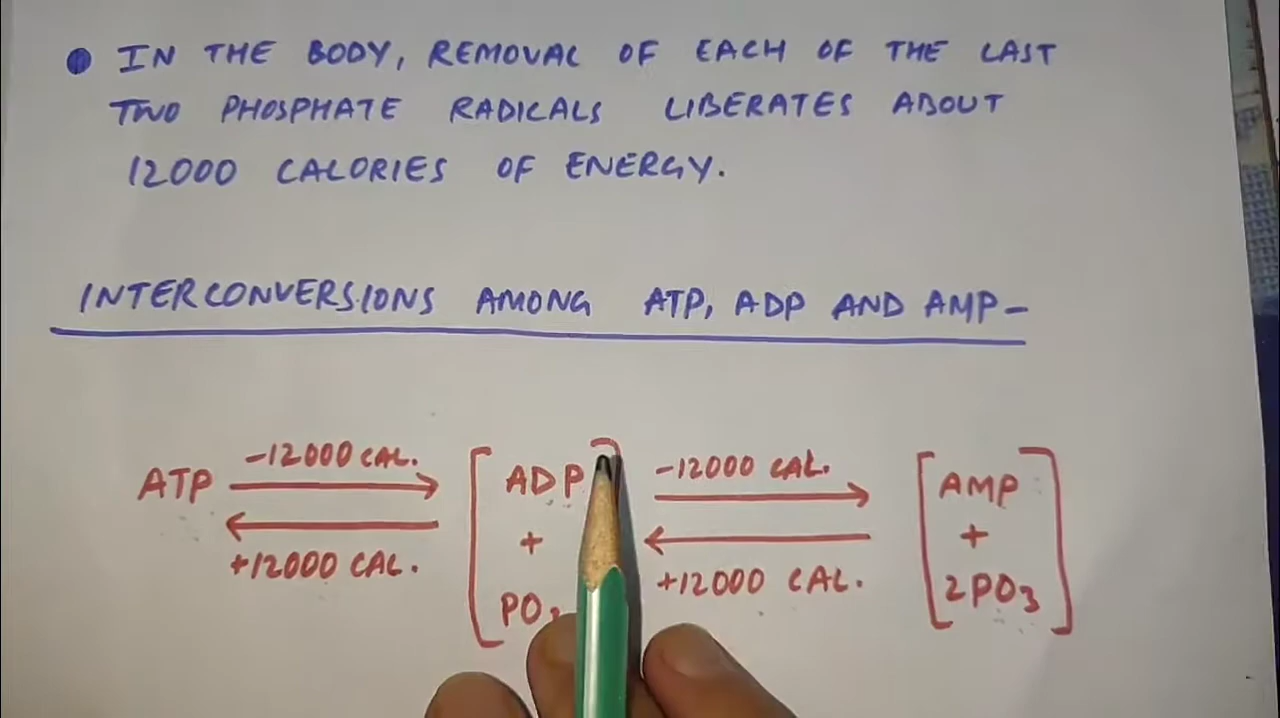 IN THE BODY, REMOVAL OF EACH OF THE LAST
TWO PHOSPHATE RADICALS LIBERATES ABOUT
12000 CALORIES OF ENERGY.
INTERCONVERSIONS AMONG ATP, ADP AND AMP-
ATP -12000 CAL. [ADP] -12000 CAL. [AMP
+12000 CAL. + +12000 CAL. +
PO 2PO3]